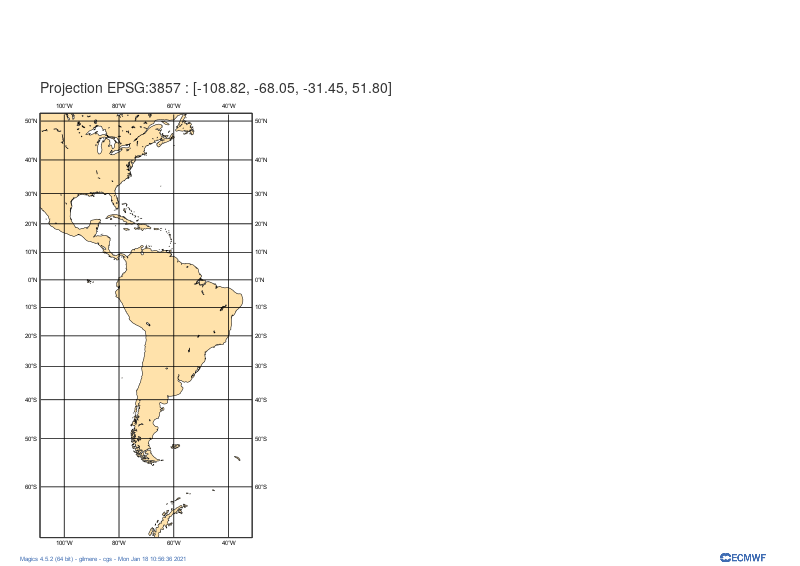 Projection EPSG:3857 : [-108.82, -68.05, -31.45, 51.80]
100°W 80°W 60°W 40°W
50°N 50°N
40°N 40°N
30°N 30°N
20°N 20°N
10°N 10°N
0°N 0°N
10°S 10°S
20°S 20°S
30°S 30°S
40°S 40°S
50°S 50°S
60°S 60°S
100°W 80°W 60°W 40°W
Magics 4.5.2 (64 bit) - gilmere - cgs - Mon Jan 18 10:56:36 2021
ECMWF